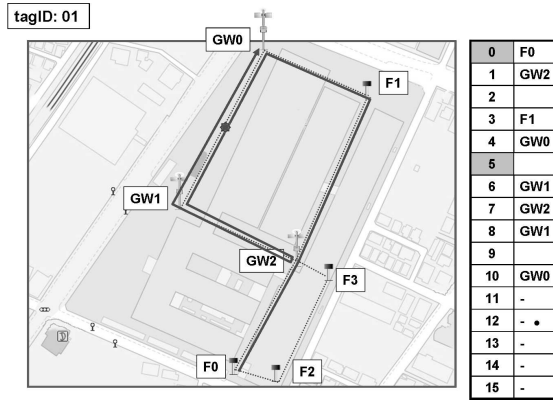 tagID: 01
GW0
F1
GW1
GW2
F3
F0
F2
0 F0
1 GW2
2
3 F1
4 GW0
5
6 GW1
7 GW2
8 GW1
9
10 GW0
11 -
12 - •
13 -
14 -
15 -